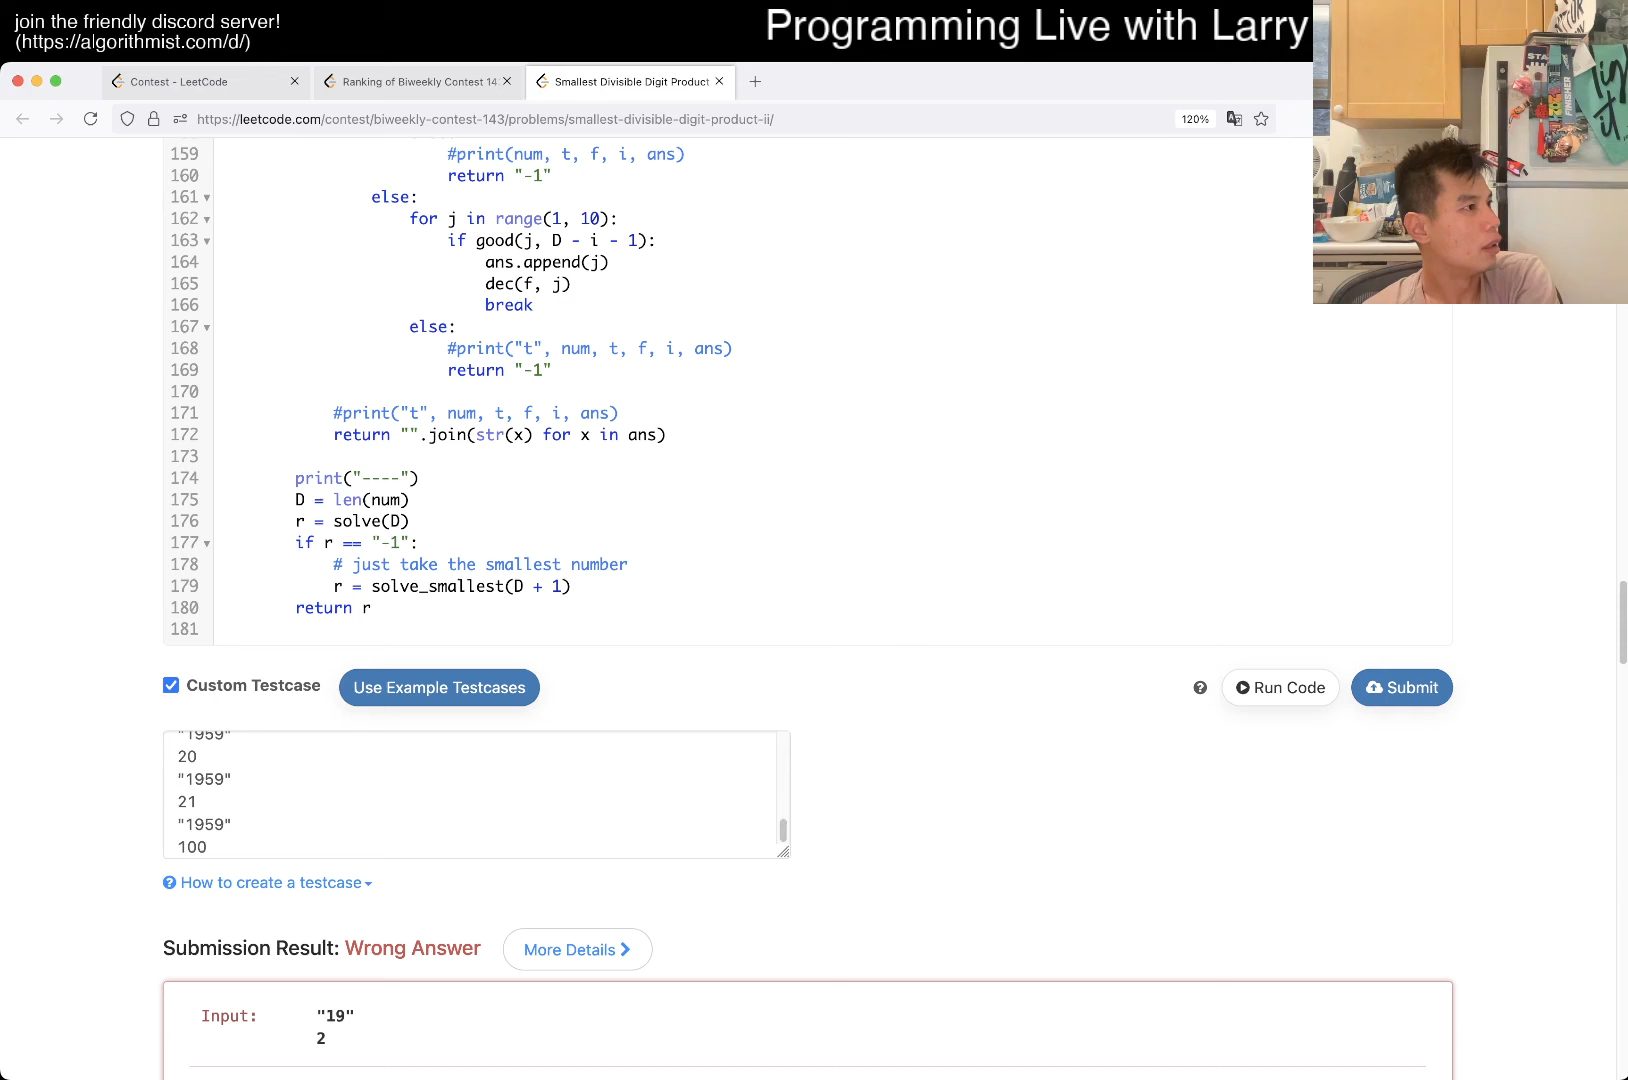 join the friendly discord server!
(https://algorithmist.com/d/)
Programming Live with Larry
Contest - LeetCode
Ranking of Biweekly Contest 14
Smallest Divisible Digit Product
https://leetcode.com/contest/biweekly-contest-143/problems/smallest-divisible-digit-product-ii/
120%
159 #print(num, t, f, i, ans)
160 return "-1"
161 else:
162 for j in range(1, 10):
163 if good(j, D - i - 1):
164 ans.append(j)
165 dec(f, j)
166 break
167 else:
168 #print("t", num, t, f, i, ans)
169 return "-1"
170
171 #print("t", num, t, f, i, ans)
172 return "".join(str(x) for x in ans)
173
174 print("----")
175 D = len(num)
176 r = solve(D)
177 if r == "-1":
178 # just take the smallest number
179 r = solve_smallest(D + 1)
180 return r
181
Custom Testcase
Use Example Testcases
Run Code
Submit
"1959"
20
"1959"
21
"1959"
100
How to create a testcase
Submission Result: Wrong Answer
More Details
Input: "19"
2
FINISHER